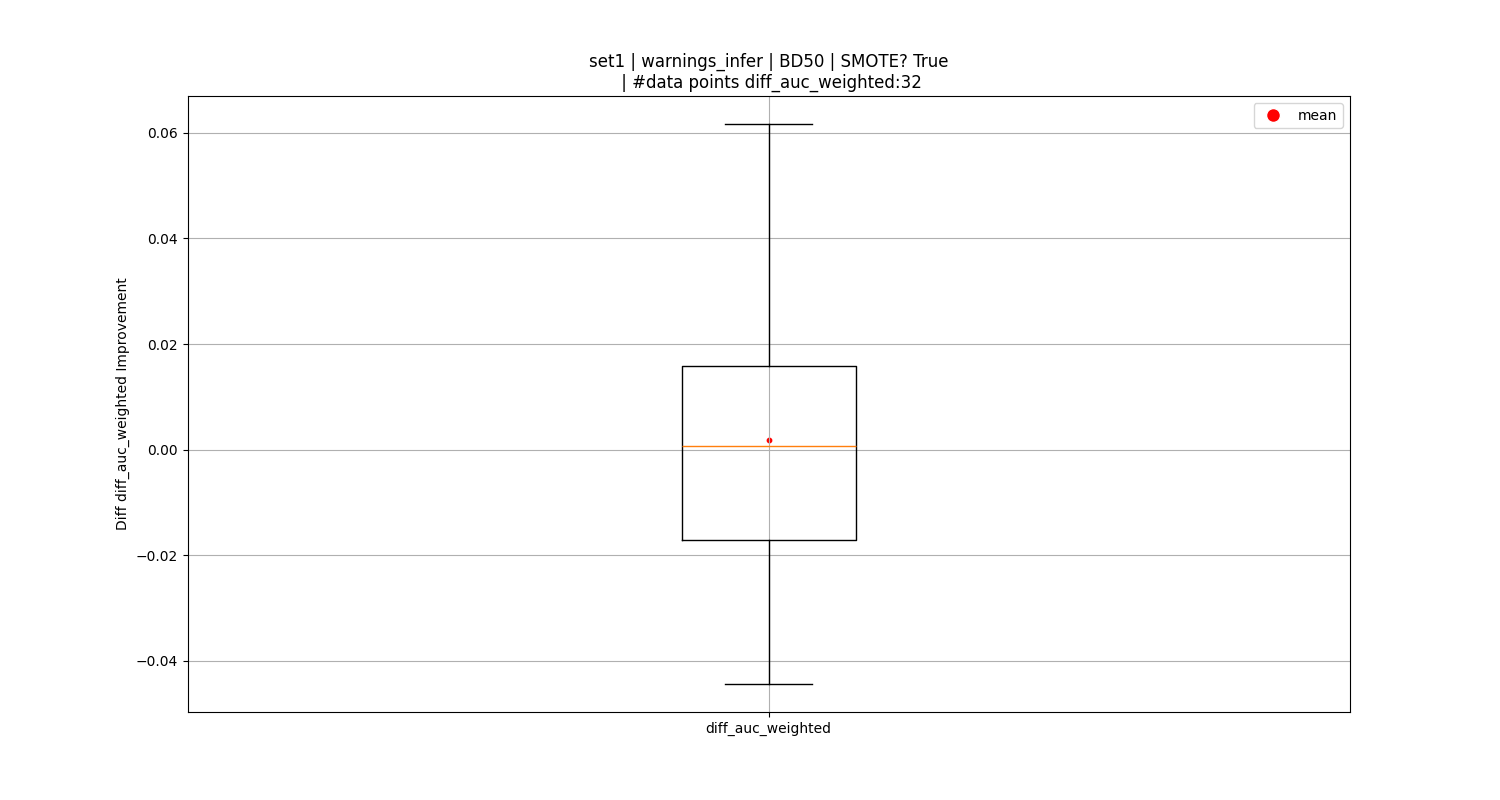 set1 | warnings_infer | BD50 | SMOTE? True
| #data points diff_auc_weighted:32
mean
0.06
0.04
0.02
0.00
−0.02
−0.04
Diff diff_auc_weighted Improvement
diff_auc_weighted